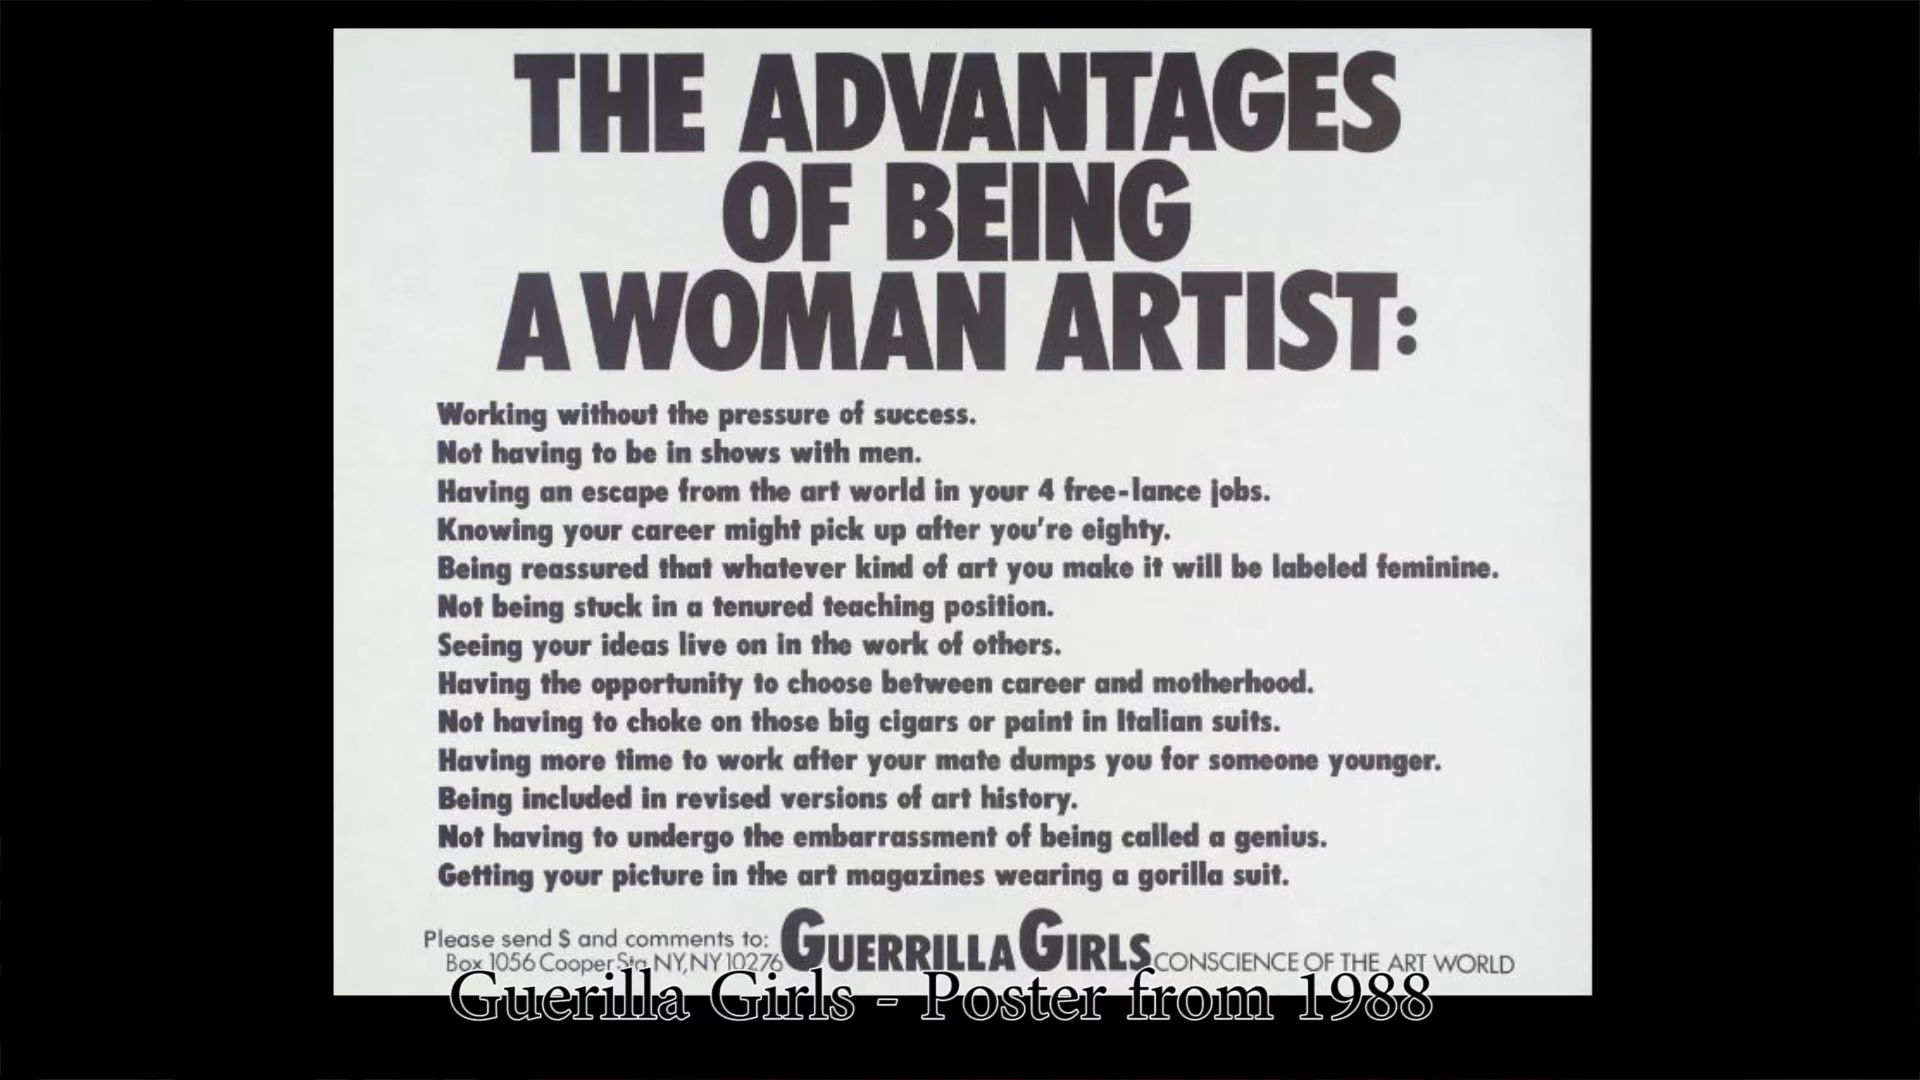 THE ADVANTAGES
OF BEING
A WOMAN ARTIST:
Working without the pressure of success.
Not having to be in shows with men.
Having an escape from the art world in your 4 free-lance jobs.
Knowing your career might pick up after you're eighty.
Being reassured that whatever kind of art you make it will be labeled feminine.
Not being stuck in a tenured teaching position.
Seeing your ideas live on in the work of others.
Having the opportunity to choose between career and motherhood.
Not having to choke on those big cigars or paint in Italian suits.
Having more time to work after your mate dumps you for someone younger.
Being included in revised versions of art history.
Not having to undergo the embarrassment of being called a genius.
Getting your picture in the art magazines wearing a gorilla suit.
Please send $ and comments to:
Box 1056 Cooper Sta. NY, NY 10276
GUERRILLA GIRLS CONSCIENCE OF THE ART WORLD
Guerilla Girls - Poster from 1988